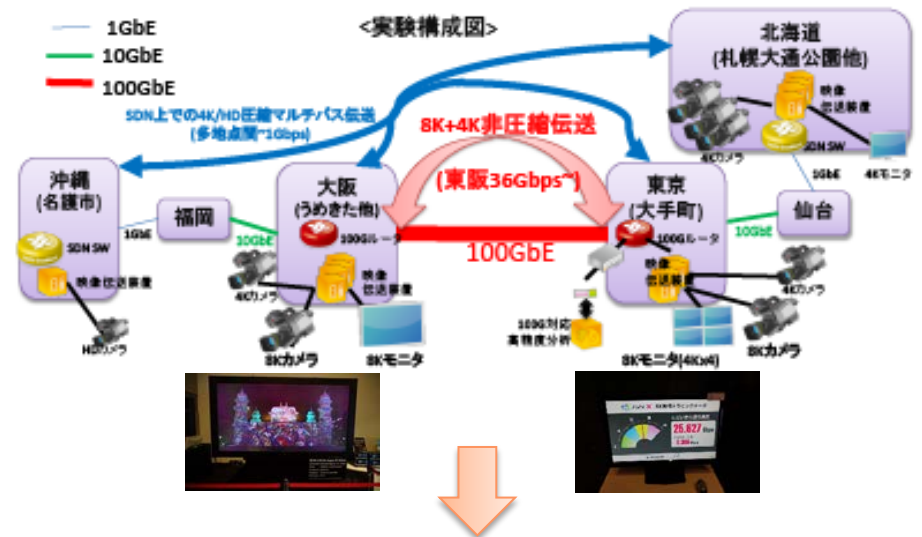 <実験構成図>
1GbE
10GbE
100GbE
SDN上での4K/HD圧縮マルチパス伝送
(多地点間~1Gbps)
8K+4K非圧縮伝送
(東阪36Gbps~)
北海道
(札幌大通公園他)
映像
伝送装置
4Kカメラ
SDN SW
4Kモニタ
1GbE
沖縄
(名護市)
SDN SW
映像伝送装置
HDカメラ
1GbE
福岡
10GbE
大阪
(うめきた他)
100Gルータ
映像
伝送装置
4Kカメラ
8Kカメラ
8Kモニタ
100GbE
東京
(大手町)
100Gルータ
映像
伝送装置
10GbE
仙台
4Kカメラ
8Kカメラ
100G対応
高精度分析
8Kモニタ(4Kx4)
25.827